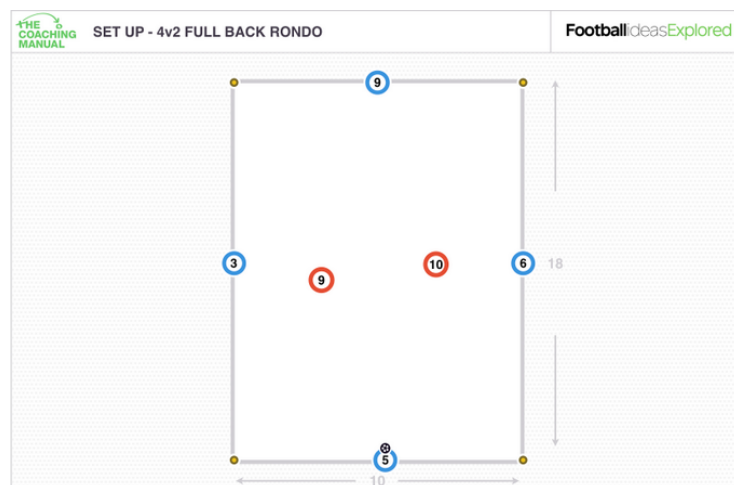 THE
COACHING
MANUAL
SET UP - 4v2 FULL BACK RONDO
FootballIdeasExplored
9
3
9
10
6
18
5
10